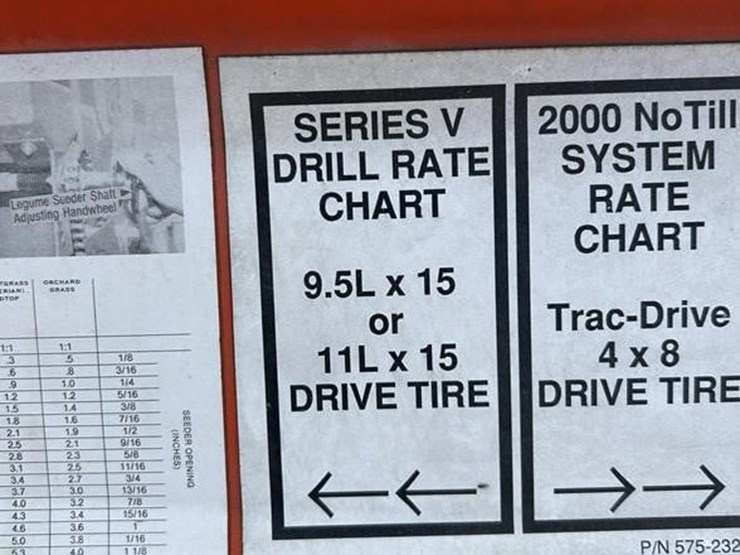 Legume Seeder Shaft
Adjusting Handwheel
ORCHARD
GRASS
1:1 1:1
.3 .5 1/8
.6 .8 3/16
.9 1.0 1/4
1.2 1.2 5/16
1.5 1.4 3/8
1.8 1.6 7/16
2.1 1.9 1/2
2.5 2.1 9/16
2.8 2.3 5/8
3.1 2.5 11/16
3.4 2.7 3/4
3.7 3.0 13/16
4.0 3.2 7/8
4.3 3.4 15/16
4.6 3.6 1
5.0 3.8 1/16
4.0 1 1/8
SEEDER OPENING
(INCHES)
SERIES V
DRILL RATE
CHART
9.5L x 15
or
11L x 15
DRIVE TIRE
←←
2000 NoTill
SYSTEM
RATE
CHART
Trac-Drive
4 x 8
DRIVE TIRE
→→
P/N 575-232